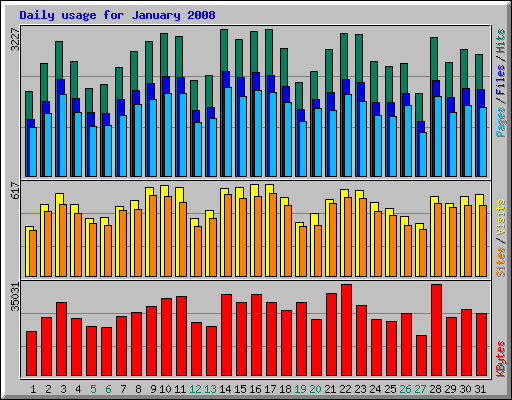 Daily usage for January 2008
3227
Pages / Files / Hits
617
Sites / Visits
35031
KBytes
1 2 3 4 5 6 7 8 9 10 11 12 13 14 15 16 17 18 19 20 21 22 23 24 25 26 27 28 29 30 31